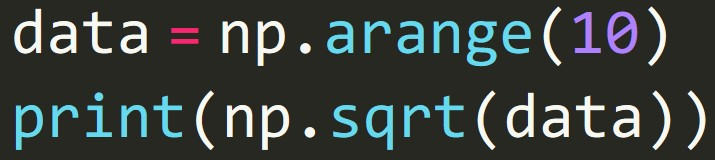 data = np.arange(10)
print(np.sqrt(data))